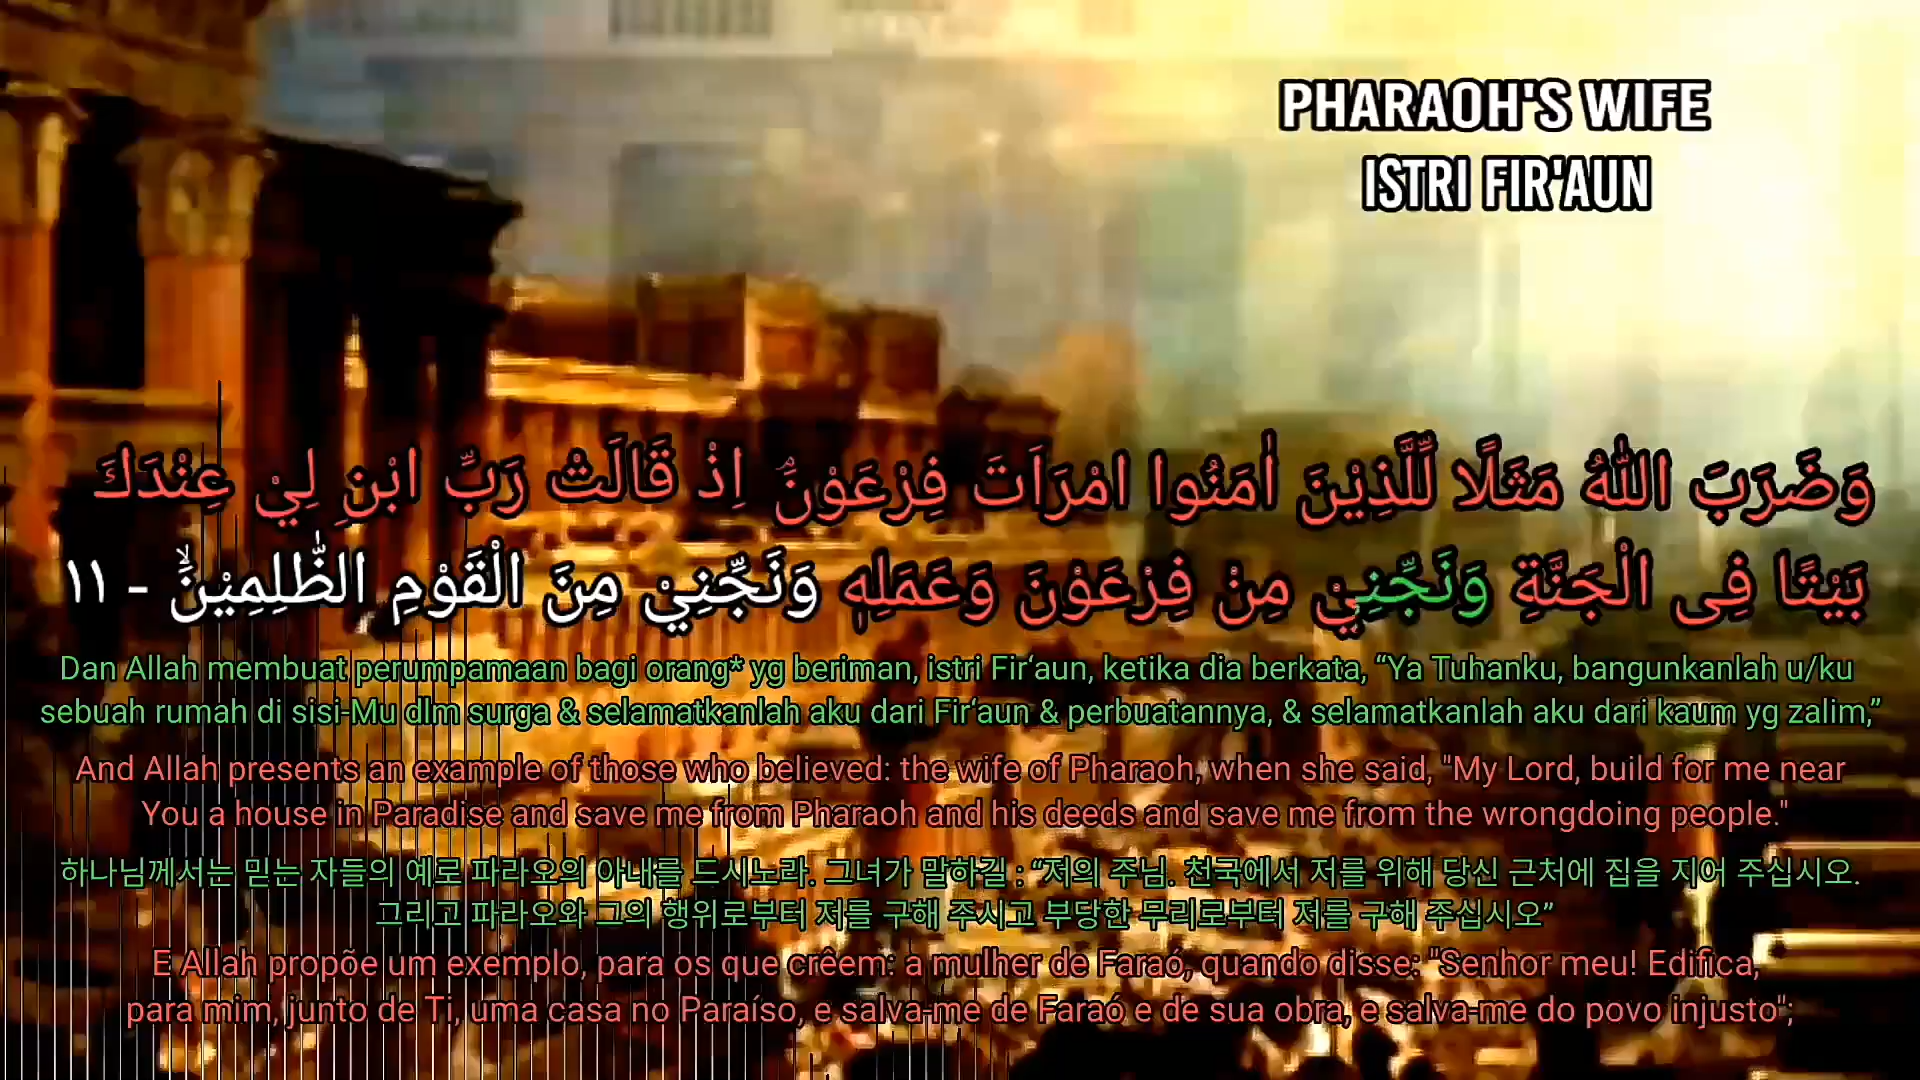 PHARAOH'S WIFE
ISTRI FIR'AUN
وَضَرَبَ اللّٰهُ مَثَلًا لِّلَّذِيْنَ اٰمَنُوا امْرَاَتَ فِرْعَوْنَۘ اِذْ قَالَتْ رَبِّ ابْنِ لِيْ عِنْدَكَ
بَيْتًا فِى الْجَنَّةِ وَنَجِّنِيْ مِنْ فِرْعَوْنَ وَعَمَلِهٖ وَنَجِّنِيْ مِنَ الْقَوْمِ الظّٰلِمِيْنَۙ - ١١
Dan Allah membuat perumpamaan bagi orang* yg beriman, istri Fir‘aun, ketika dia berkata, “Ya Tuhanku, bangunkanlah u/ku
sebuah rumah di sisi-Mu dlm surga & selamatkanlah aku dari Fir‘aun & perbuatannya, & selamatkanlah aku dari kaum yg zalim,”
And Allah presents an example of those who believed: the wife of Pharaoh, when she said, "My Lord, build for me near
You a house in Paradise and save me from Pharaoh and his deeds and save me from the wrongdoing people."
하나님께서는 믿는 자들의 예로 파라오의 아내를 드시노라. 그녀가 말하길 : “저의 주님. 천국에서 저를 위해 당신 근처에 집을 지어 주십시오.
그리고 파라오와 그의 행위로부터 저를 구해 주시고 부당한 무리로부터 저를 구해 주십시오”
E Allah propõe um exemplo, para os que crêem: a mulher de Faraó, quando disse: "Senhor meu! Edifica,
para mim, junto de Ti, uma casa no Paraíso, e salva-me de Faraó e de sua obra, e salva-me do povo injusto";